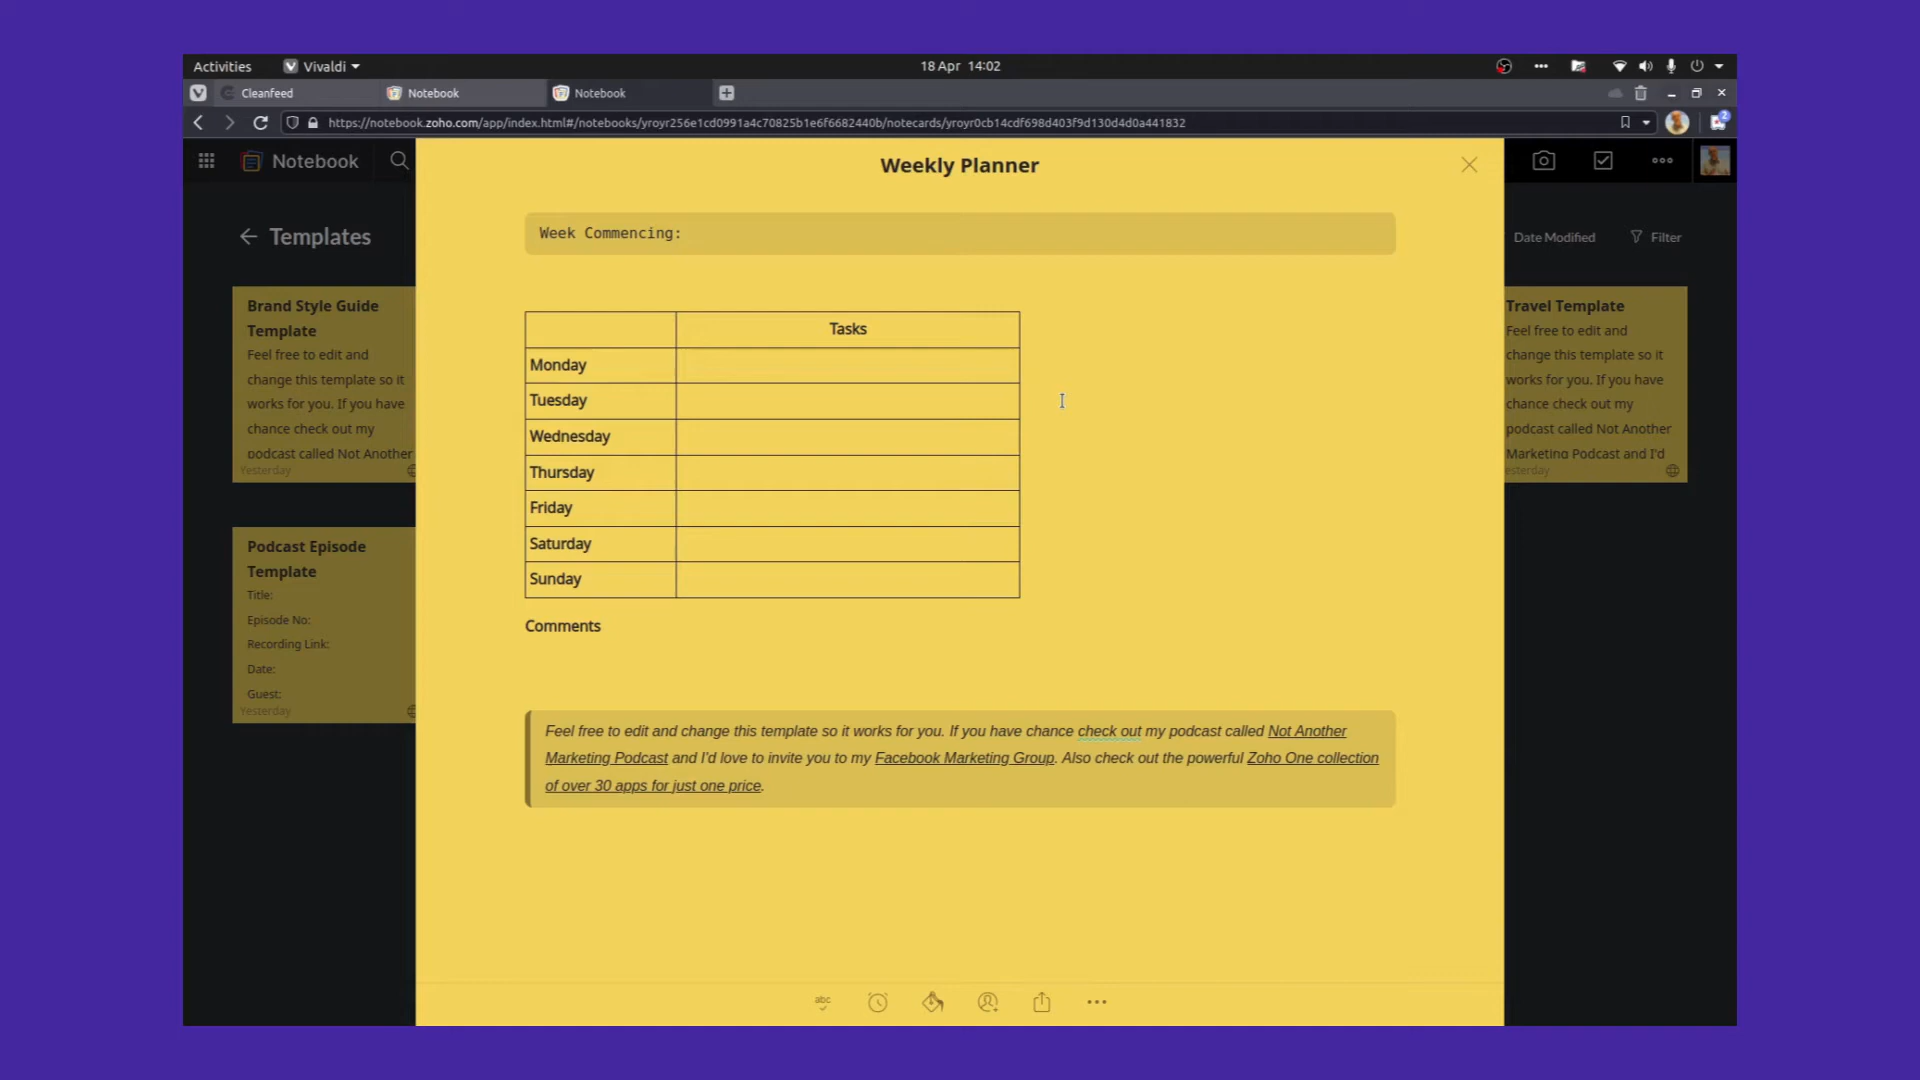 Activities
Vivaldi
18 Apr 14:02
Cleanfeed
Notebook
Notebook
https://notebook.zoho.com/app/index.html#/notebooks/yroyr256e1cd0991a4c70825b1e6f6682440b/notecards/yroyr0cb14cdf698d403f9d130d4d0a441832
2
Notebook
Templates
Date Modified
Filter
Brand Style Guide
Template
Feel free to edit and
change this template so it
works for you. If you have
chance check out my
podcast called Not Another
Yesterday
Podcast Episode
Template
Title:
Episode No:
Recording Link:
Date:
Guest:
Yesterday
Weekly Planner
Week Commencing:
Tasks
Monday
Tuesday
Wednesday
Thursday
Friday
Saturday
Sunday
Comments
Feel free to edit and change this template so it works for you. If you have chance check out my podcast called Not Another
Marketing Podcast and I'd love to invite you to my Facebook Marketing Group. Also check out the powerful Zoho One collection
of over 30 apps for just one price.
abc
Travel Template
Feel free to edit and
change this template so it
works for you. If you have
chance check out my
podcast called Not Another
Marketing Podcast and I'd
esterday